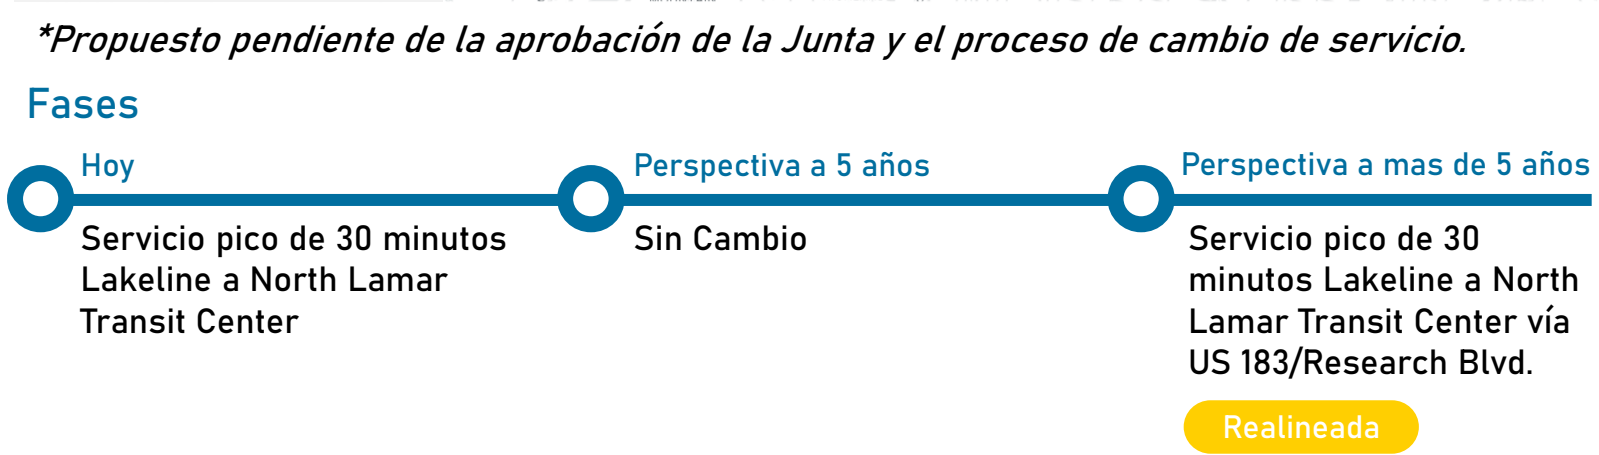 *Propuesto pendiente de la aprobación de la Junta y el proceso de cambio de servicio.
Fases
Hoy
Servicio pico de 30 minutos
Lakeline a North Lamar
Transit Center
Perspectiva a 5 años
Sin Cambio
Perspectiva a mas de 5 años
Servicio pico de 30
minutos Lakeline a North
Lamar Transit Center vía
US 183/Research Blvd.
Realineada